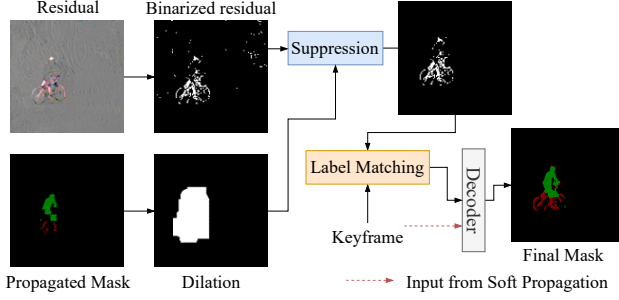 Residual
Binarized residual
Suppression
Label Matching
Decoder
Keyframe
Propagated Mask
Dilation
Final Mask
Input from Soft Propagation